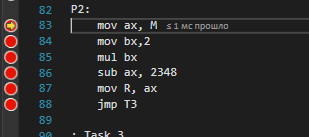 82 P2:
83 mov ax, M ≤ 1 мс прошло
84 mov bx,2
85 mul bx
86 sub ax, 2348
87 mov R, ax
88 jmp T3
89
90 ; Task 3